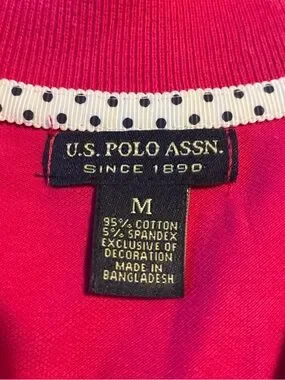 U.S. POLO ASSN.
SINCE 1890
M
95% COTTON
5% SPANDEX
EXCLUSIVE OF
DECORATION
MADE IN
BANGLADESH